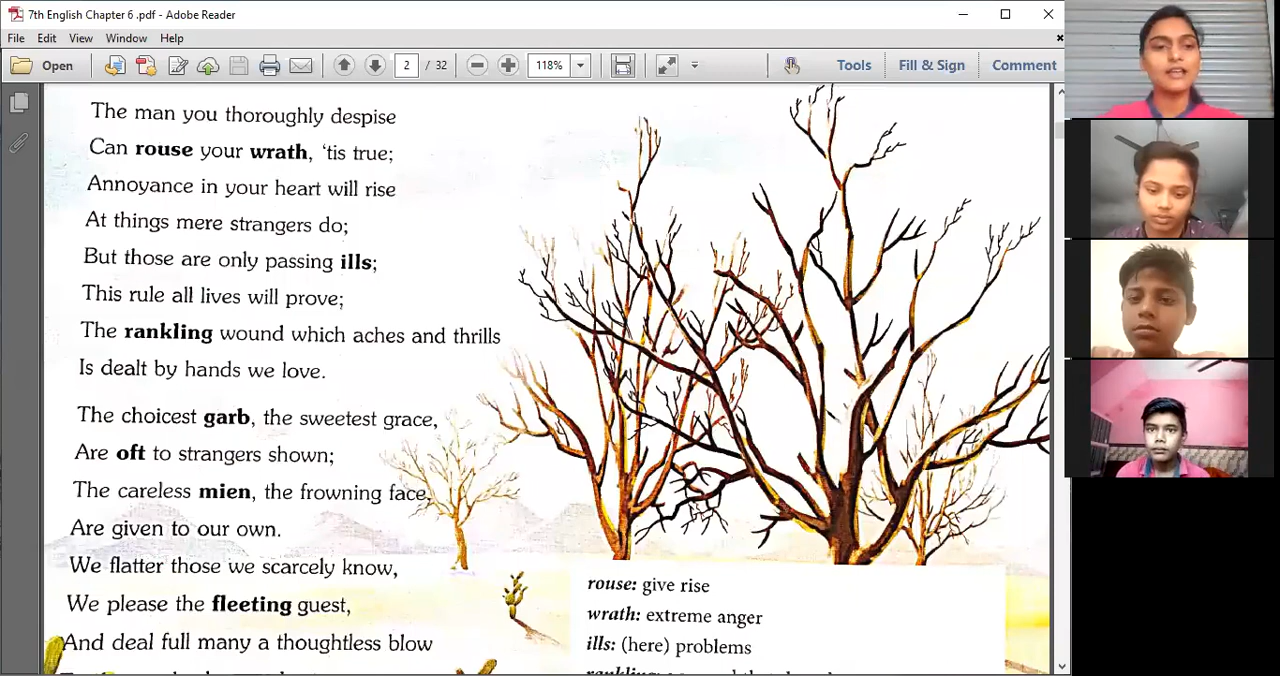 7th English Chapter 6 .pdf - Adobe Reader
File Edit View Window Help
Open 2 / 32 118% Tools Fill & Sign Comment
The man you thoroughly despise
Can rouse your wrath, 'tis true;
Annoyance in your heart will rise
At things mere strangers do;
But those are only passing ills;
This rule all lives will prove;
The rankling wound which aches and thrills
Is dealt by hands we love.
The choicest garb, the sweetest grace,
Are oft to strangers shown;
The careless mien, the frowning face,
Are given to our own.
We flatter those we scarcely know,
We please the fleeting guest,
And deal full many a thoughtless blow
rouse: give rise
wrath: extreme anger
ills: (here) problems